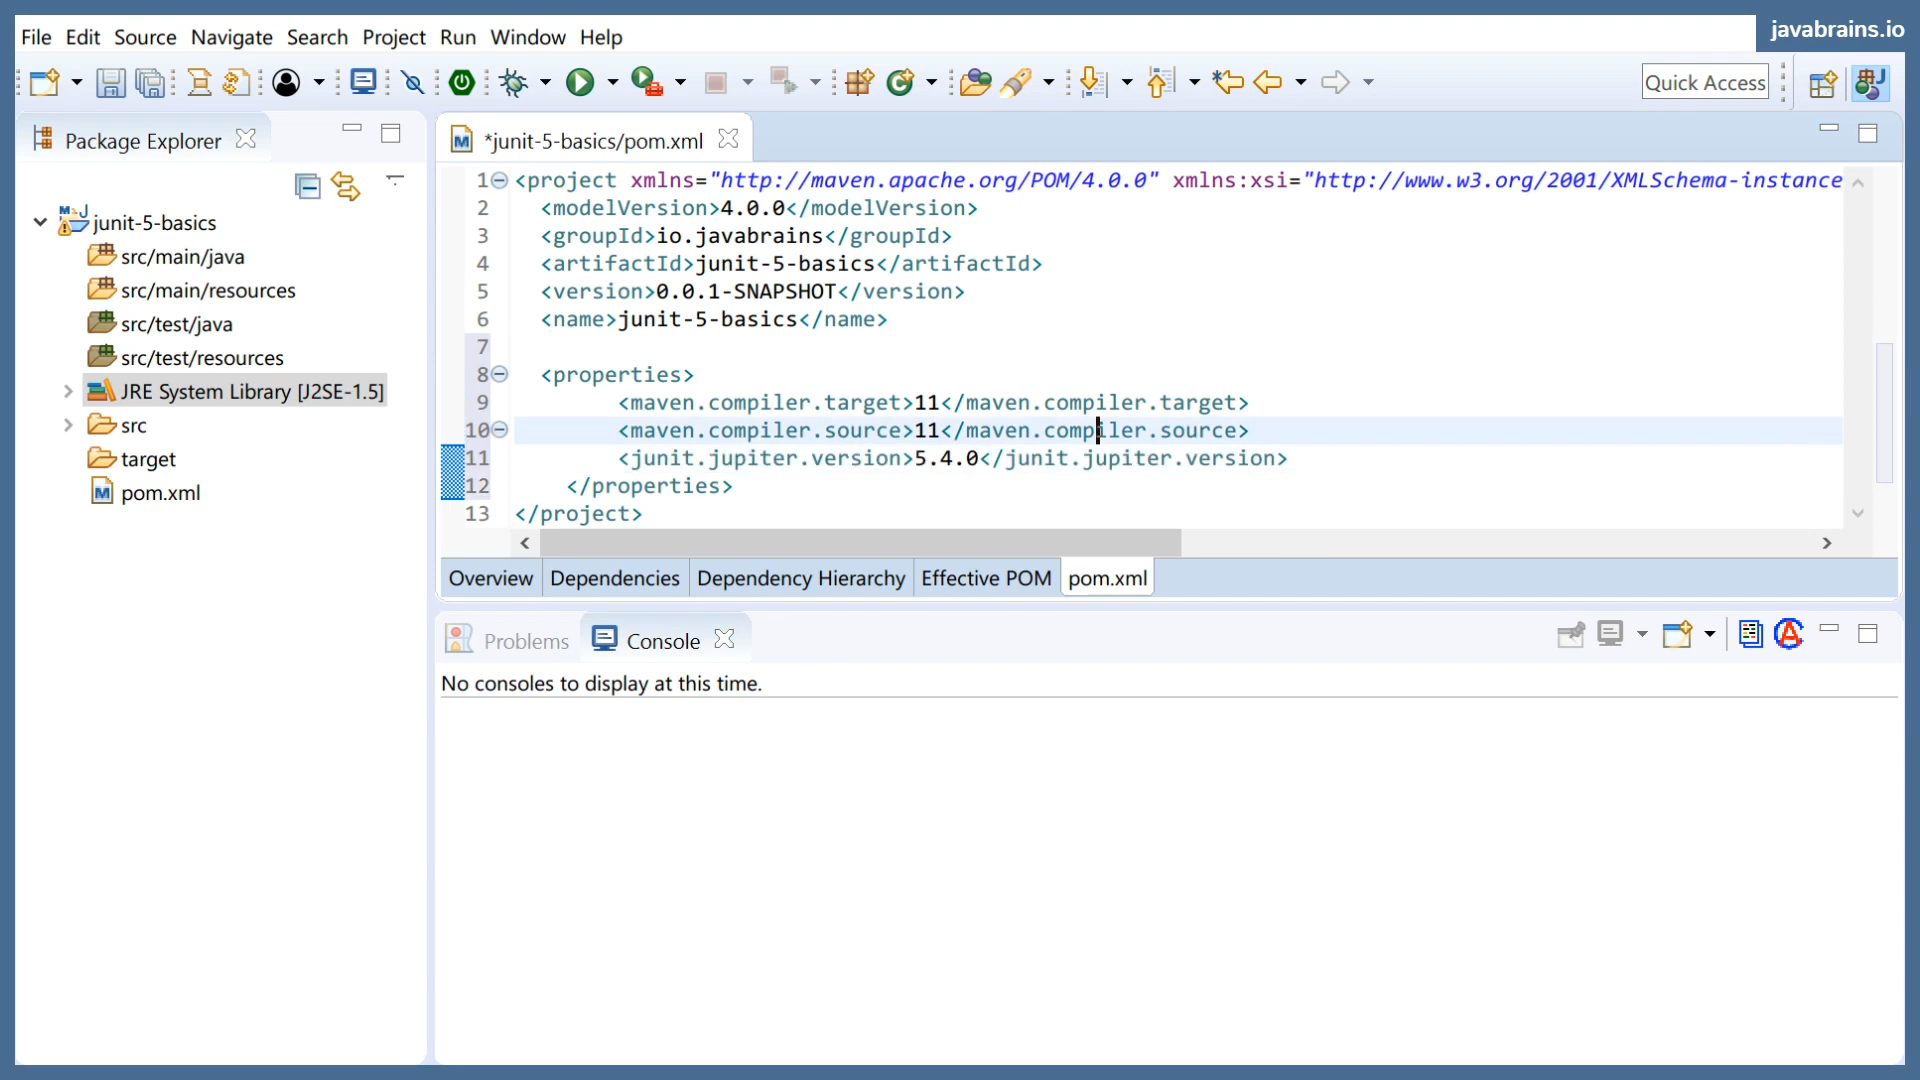 javabrains.io
File Edit Source Navigate Search Project Run Window Help
Quick Access
Package Explorer
junit-5-basics
src/main/java
src/main/resources
src/test/java
src/test/resources
JRE System Library [J2SE-1.5]
src
target
pom.xml
*junit-5-basics/pom.xml
1 <project xmlns="http://maven.apache.org/POM/4.0.0" xmlns:xsi="http://www.w3.org/2001/XMLSchema-instance
2 <modelVersion>4.0.0</modelVersion>
3 <groupId>io.javabrains</groupId>
4 <artifactId>junit-5-basics</artifactId>
5 <version>0.0.1-SNAPSHOT</version>
6 <name>junit-5-basics</name>
7
8 <properties>
9 <maven.compiler.target>11</maven.compiler.target>
10 <maven.compiler.source>11</maven.compiler.source>
11 <junit.jupiter.version>5.4.0</junit.jupiter.version>
12 </properties>
13 </project>
Overview Dependencies Dependency Hierarchy Effective POM pom.xml
Problems Console
No consoles to display at this time.